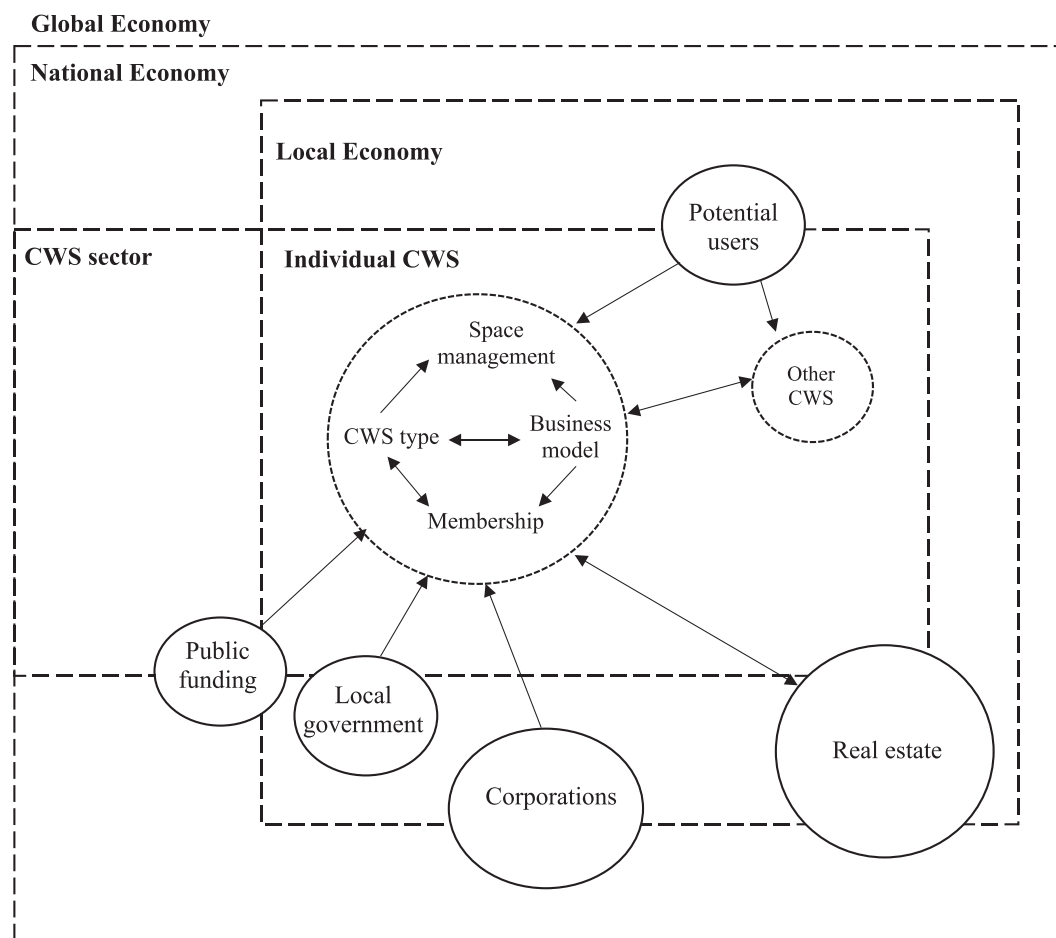 Global Economy
National Economy
Local Economy
Potential
users
CWS sector
Individual CWS
Space
management
Other
CWS
CWS type
Business
model
Membership
Public
funding
Local
government
Corporations
Real estate